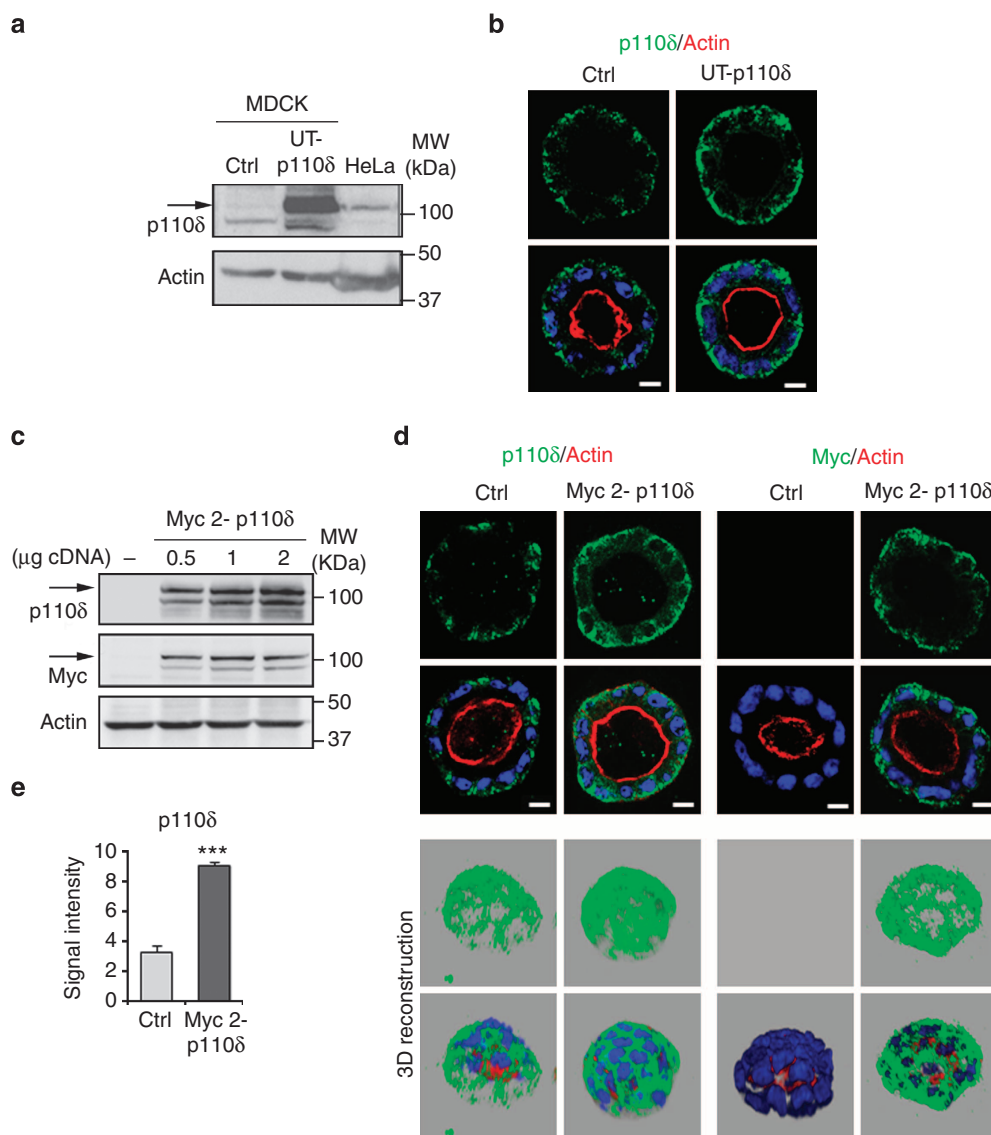 a
MDCK
Ctrl
UT-
p110δ
HeLa
MW
(kDa)
p110δ
100
Actin
50
37
b
p110δ/Actin
Ctrl
UT-p110δ
c
Myc 2- p110δ
MW
(KDa)
(µg cDNA)
–
0.5
1
2
p110δ
100
Myc
100
Actin
50
37
d
p110δ/Actin
Myc/Actin
Ctrl
Myc 2- p110δ
Ctrl
Myc 2- p110δ
3D reconstruction
e
p110δ
Signal intensity
10
8
6
4
2
0
***
Ctrl
Myc 2-
p110δ